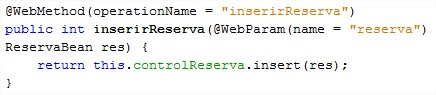 @WebMethod(operationName = "inserirReserva")
public int inserirReserva(@WebParam(name = "reserva")
ReservaBean res) {
    return this.controlReserva.insert(res);
}